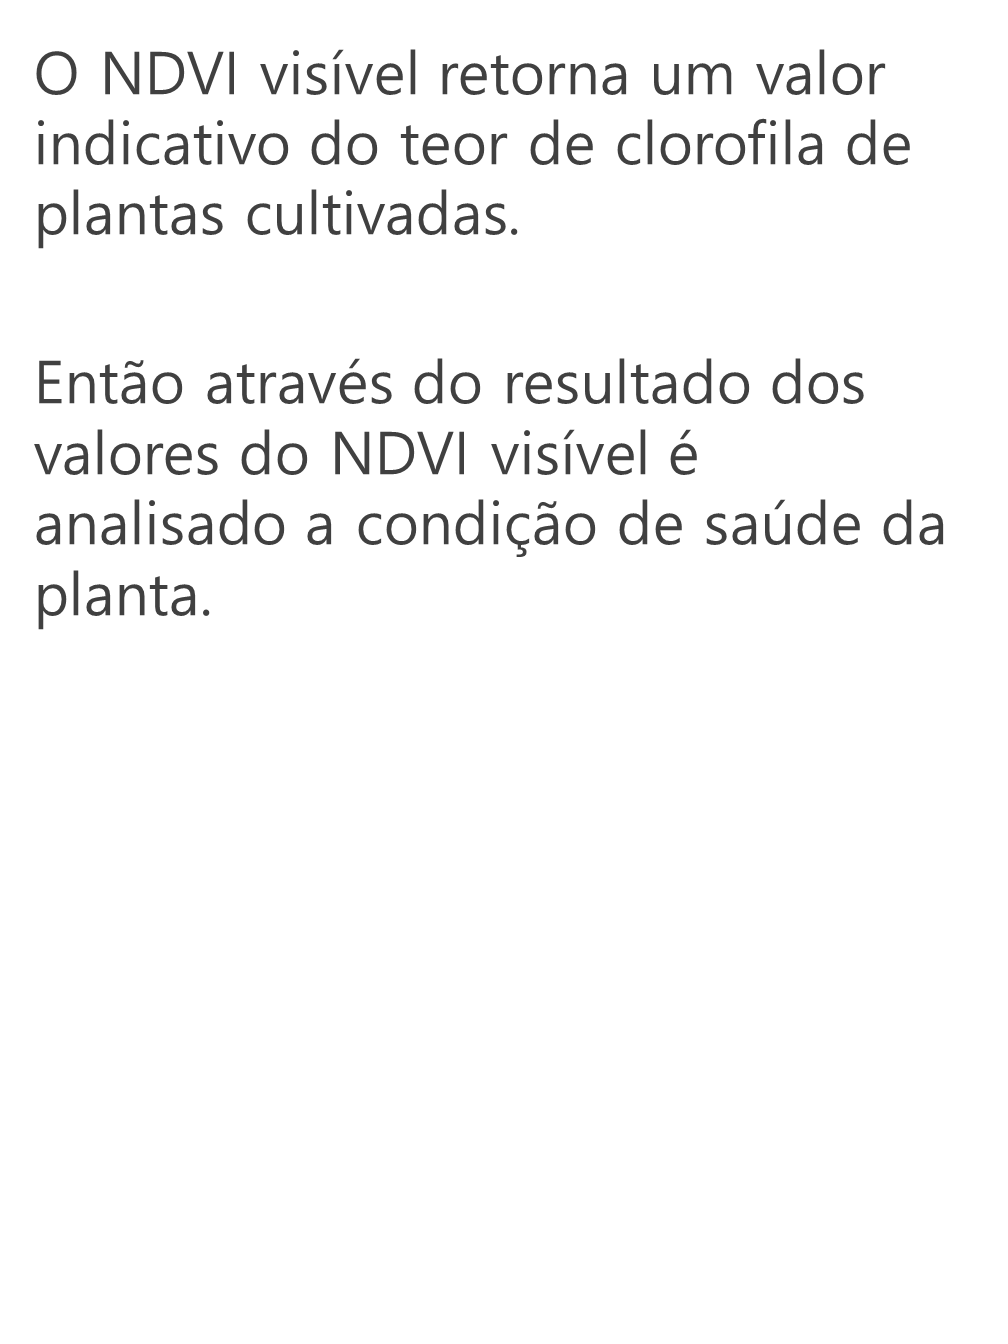 O NDVI visível retorna um valor
indicativo do teor de clorofila de
plantas cultivadas.
Então através do resultado dos
valores do NDVI visível é
analisado a condição de saúde da
planta.